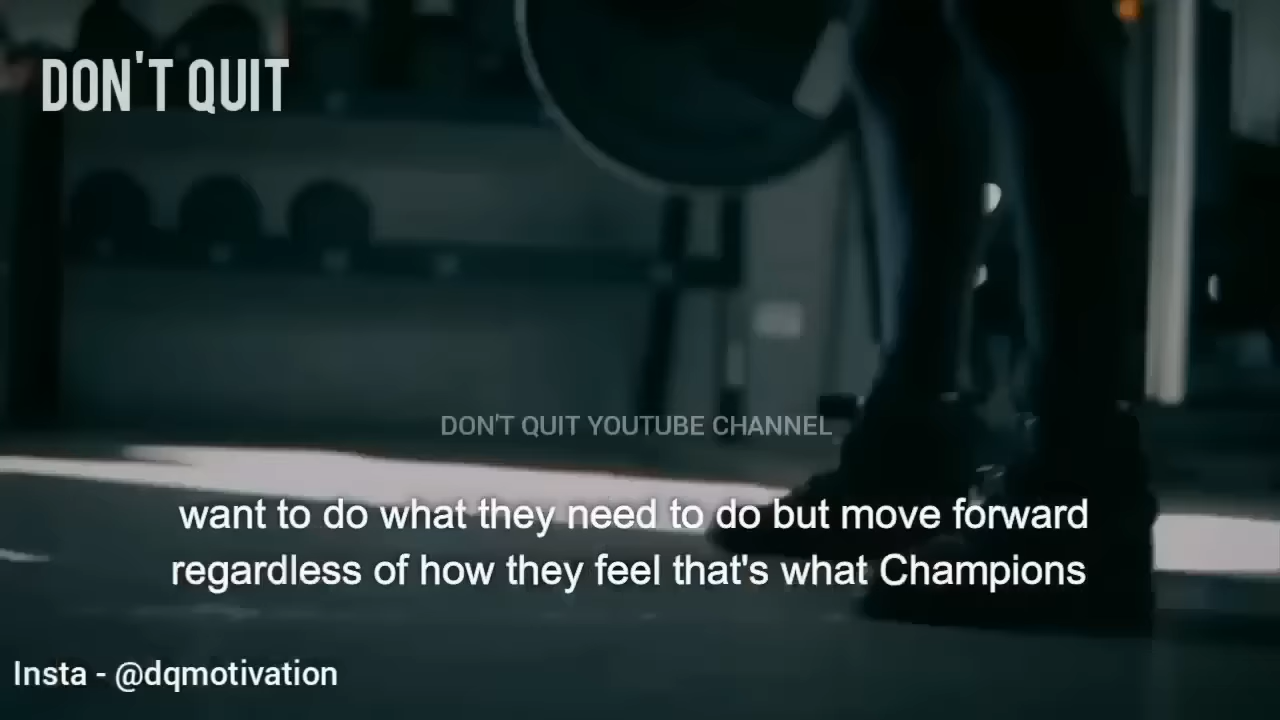 DON'T QUIT
DON'T QUIT YOUTUBE CHANNEL
want to do what they need to do but move forward
regardless of how they feel that's what Champions
Insta - @dqmotivation